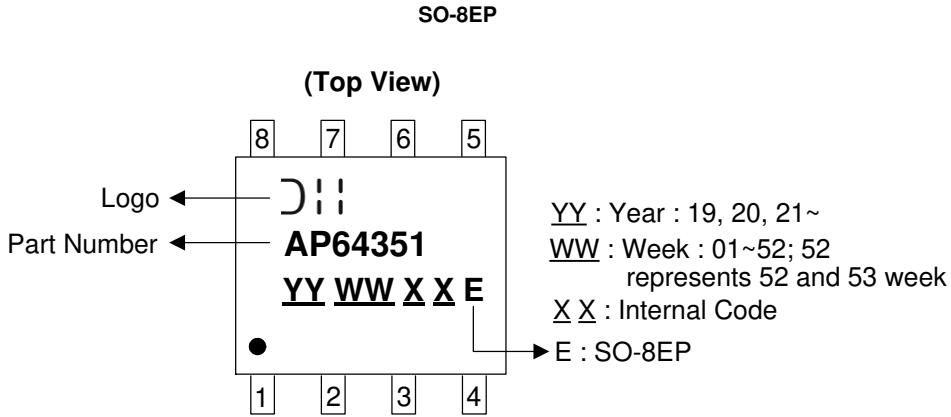 SO-8EP
(Top View)
8 7 6 5
Logo
Part Number
AP64351
YY WW X X E
YY : Year : 19, 20, 21~
WW : Week : 01~52; 52
represents 52 and 53 week
X X : Internal Code
E : SO-8EP
1 2 3 4